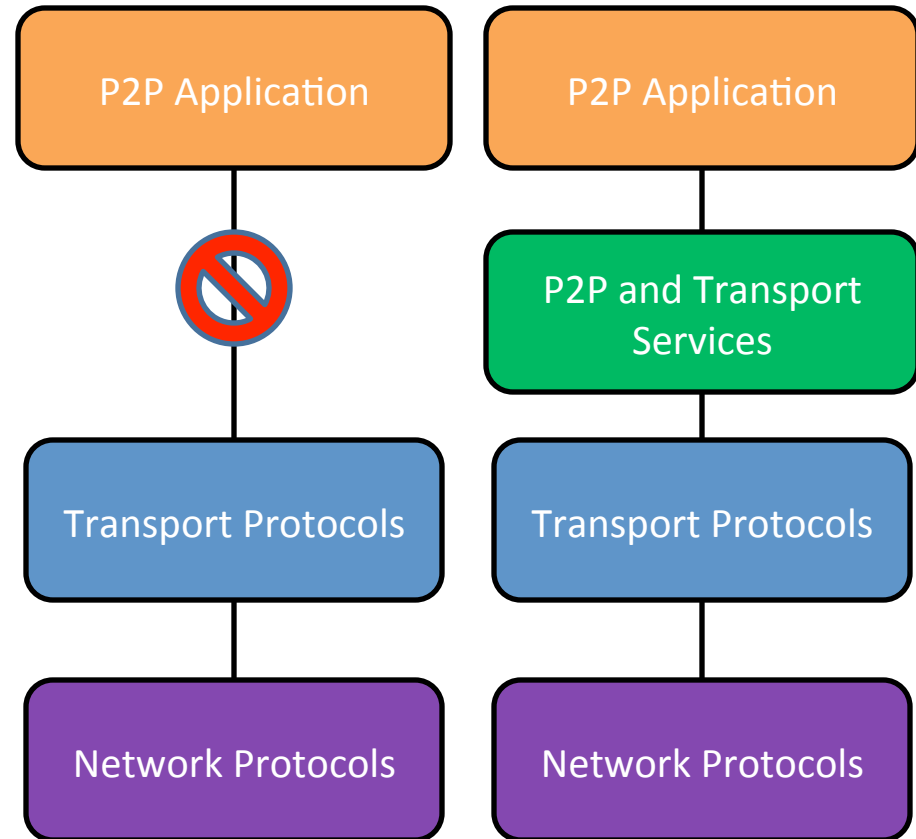 P2P Application
P2P Application
P2P and Transport
Services
Transport Protocols
Transport Protocols
Network Protocols
Network Protocols